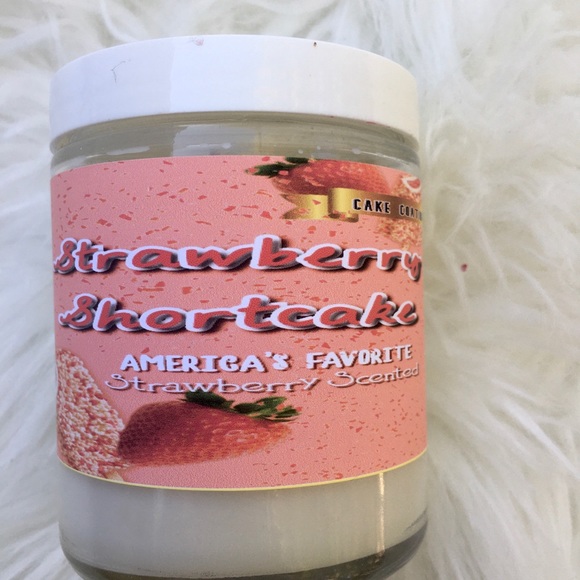 CAKE
Strawberry
Shortcake
AMERICA'S FAVORITE
Strawberry Scented